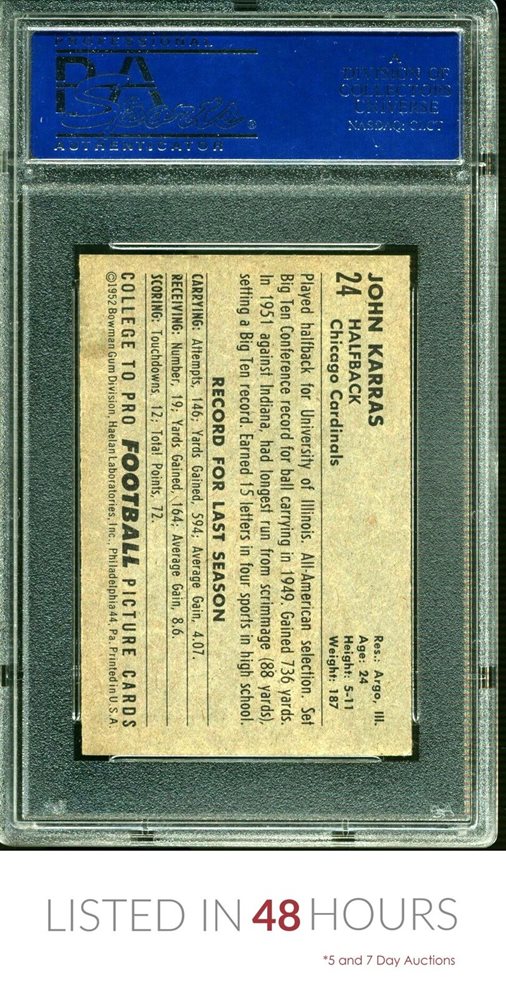 PROFESSIONAL
PSA
Sports®
AUTHENTICATOR
A
DIVISION OF
COLLECTORS
UNIVERSE
NASDAQ: CLCT
JOHN KARRAS
24 HALFBACK
Chicago Cardinals
Res.: Argo, Ill.
Age: 24
Height: 5-11
Weight: 187
Played halfback for University of Illinois. All-American selection. Set
Big Ten Conference record for ball carrying in 1949. Gained 736 yards.
In 1951 against Indiana, had longest run from scrimmage (88 yards),
setting a Big Ten record. Earned 15 letters in four sports in high school.
RECORD FOR LAST SEASON
CARRYING: Attempts, 146; Yards Gained, 594; Average Gain, 4.07.
RECEIVING: Number, 19; Yards Gained, 164; Average Gain, 8.6.
SCORING: Touchdowns, 12; Total Points, 72.
COLLEGE TO PRO FOOTBALL PICTURE CARDS
©1952 Bowman Gum Division, Haelan Laboratories, Inc., Philadelphia 44, Pa. Printed in U.S.A.
LISTED IN 48 HOURS
*5 and 7 Day Auctions